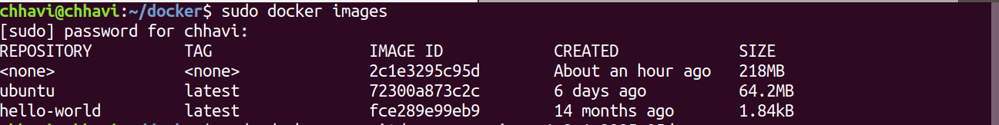 chhavi@chhavi:~/docker$ sudo docker images
[sudo] password for chhavi:
REPOSITORY TAG IMAGE ID CREATED SIZE
<none> <none> 2c1e3295c95d About an hour ago 218MB
ubuntu latest 72300a873c2c 6 days ago 64.2MB
hello-world latest fce289e99eb9 14 months ago 1.84kB